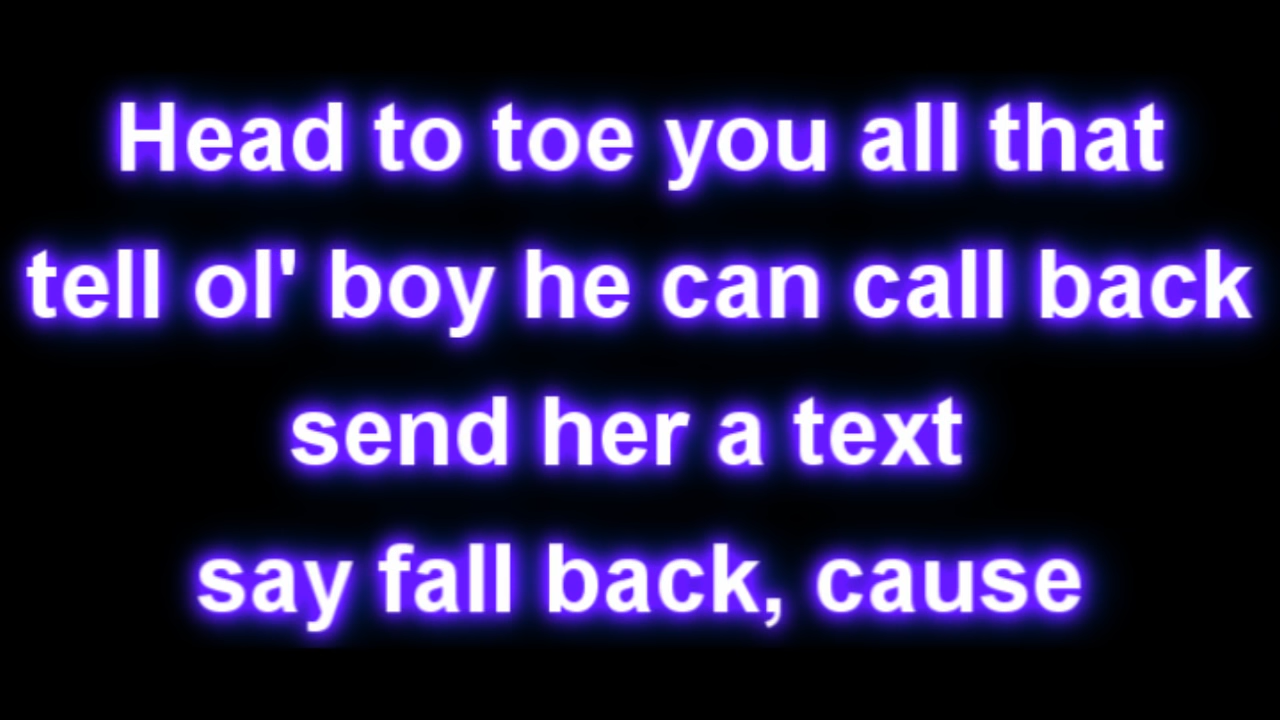 Head to toe you all that
tell ol' boy he can call back
send her a text
say fall back, cause